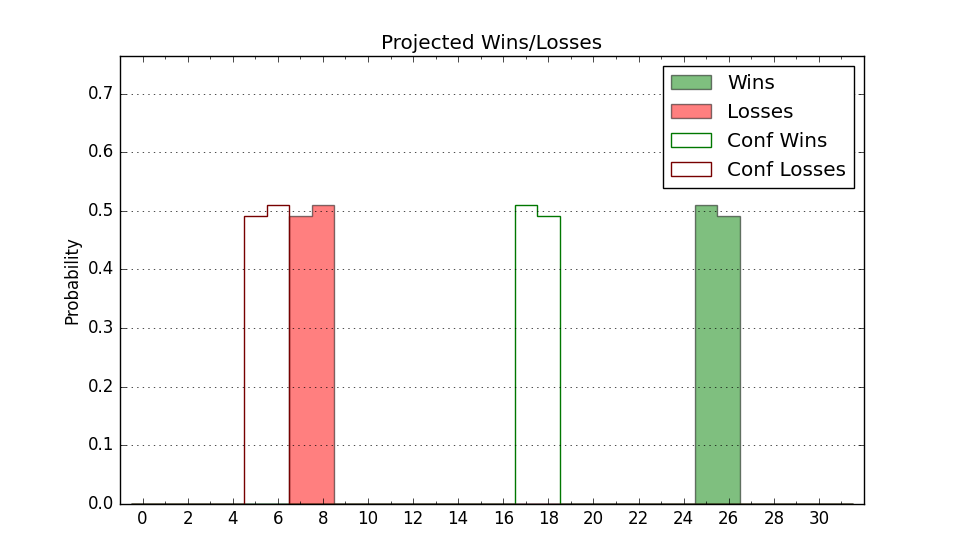 Projected Wins/Losses
Wins
Losses
Conf Wins
Conf Losses
Probability
0.7
0.6
0.5
0.4
0.3
0.2
0.1
0.0
0 2 4 6 8 10 12 14 16 18 20 22 24 26 28 30